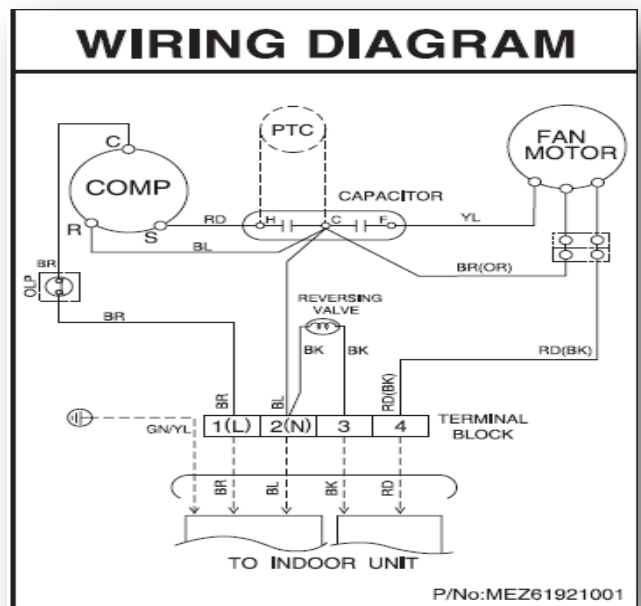 WIRING DIAGRAM
PTC
FAN
MOTOR
C
COMP
CAPACITOR
R
S
RD
H
C
F
YL
BL
BR
OLP
BR(OR)
REVERSING
VALVE
BR
BK
BK
RD(BK)
BR
BL
RD(BK)
GN/YL
1(L)
2(N)
3
4
TERMINAL
BLOCK
BR
BL
BK
RD
TO INDOOR UNIT
P/No:MEZ61921001